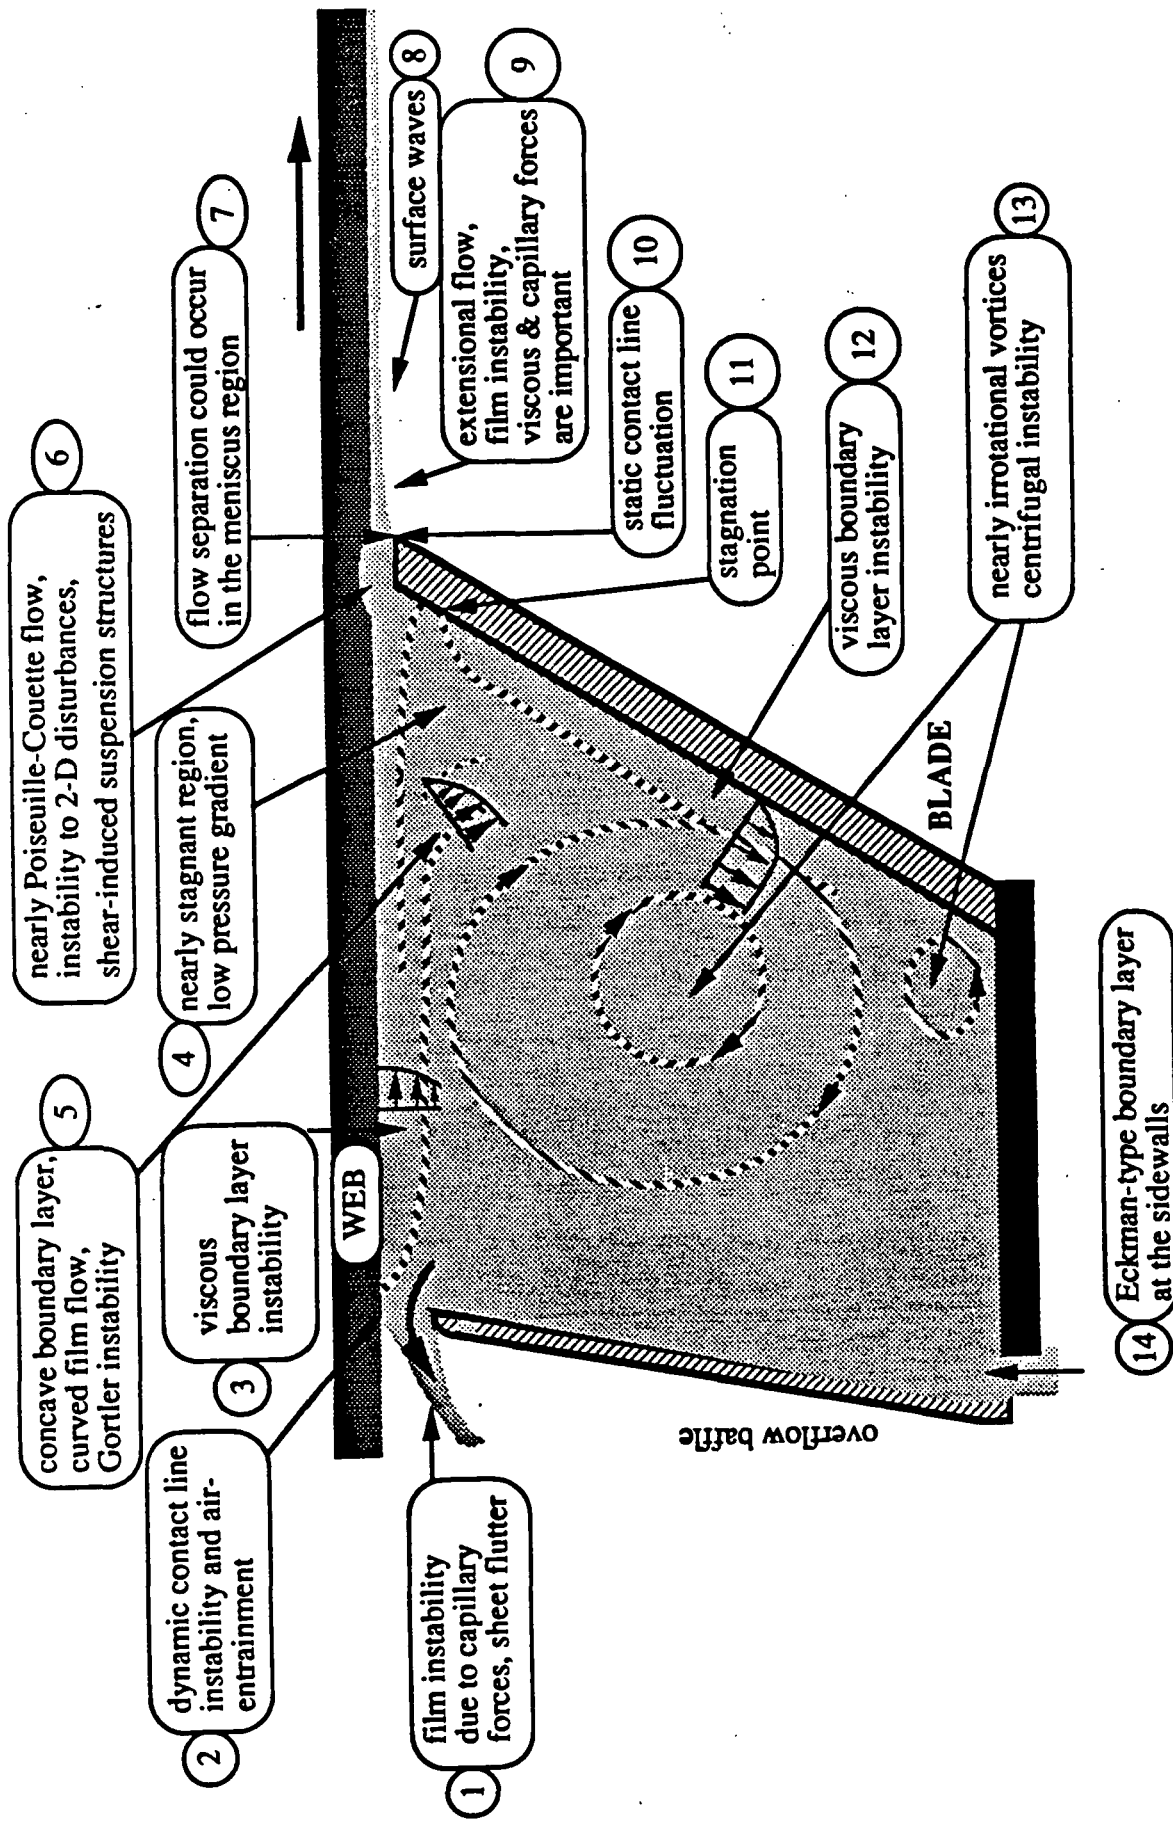 1
film instability
due to capillary
forces, sheet flutter
2
dynamic contact line
instability and air-
entrainment
3
viscous
boundary layer
instability
4
nearly stagnant region,
low pressure gradient
5
concave boundary layer,
curved film flow,
Gortler instability
6
nearly Poiseuille-Couette flow,
instability to 2-D disturbances,
shear-induced suspension structures
7
flow separation could occur
in the meniscus region
8
surface waves
9
extensional flow,
film instability,
viscous & capillary forces
are important
10
static contact line
fluctuation
11
stagnation
point
12
viscous boundary
layer instability
13
nearly irrotational vortices
centrifugal instability
14
Eckman-type boundary layer
at the sidewalls
WEB
BLADE
overflow baffle